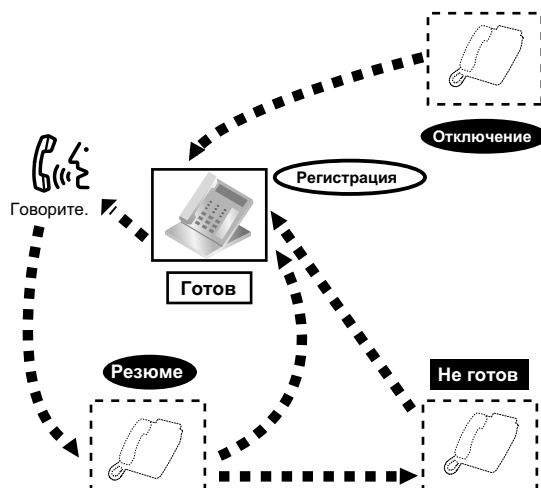 Отключение
Регистрация
Говорите.
Готов
Резюме
Не готов